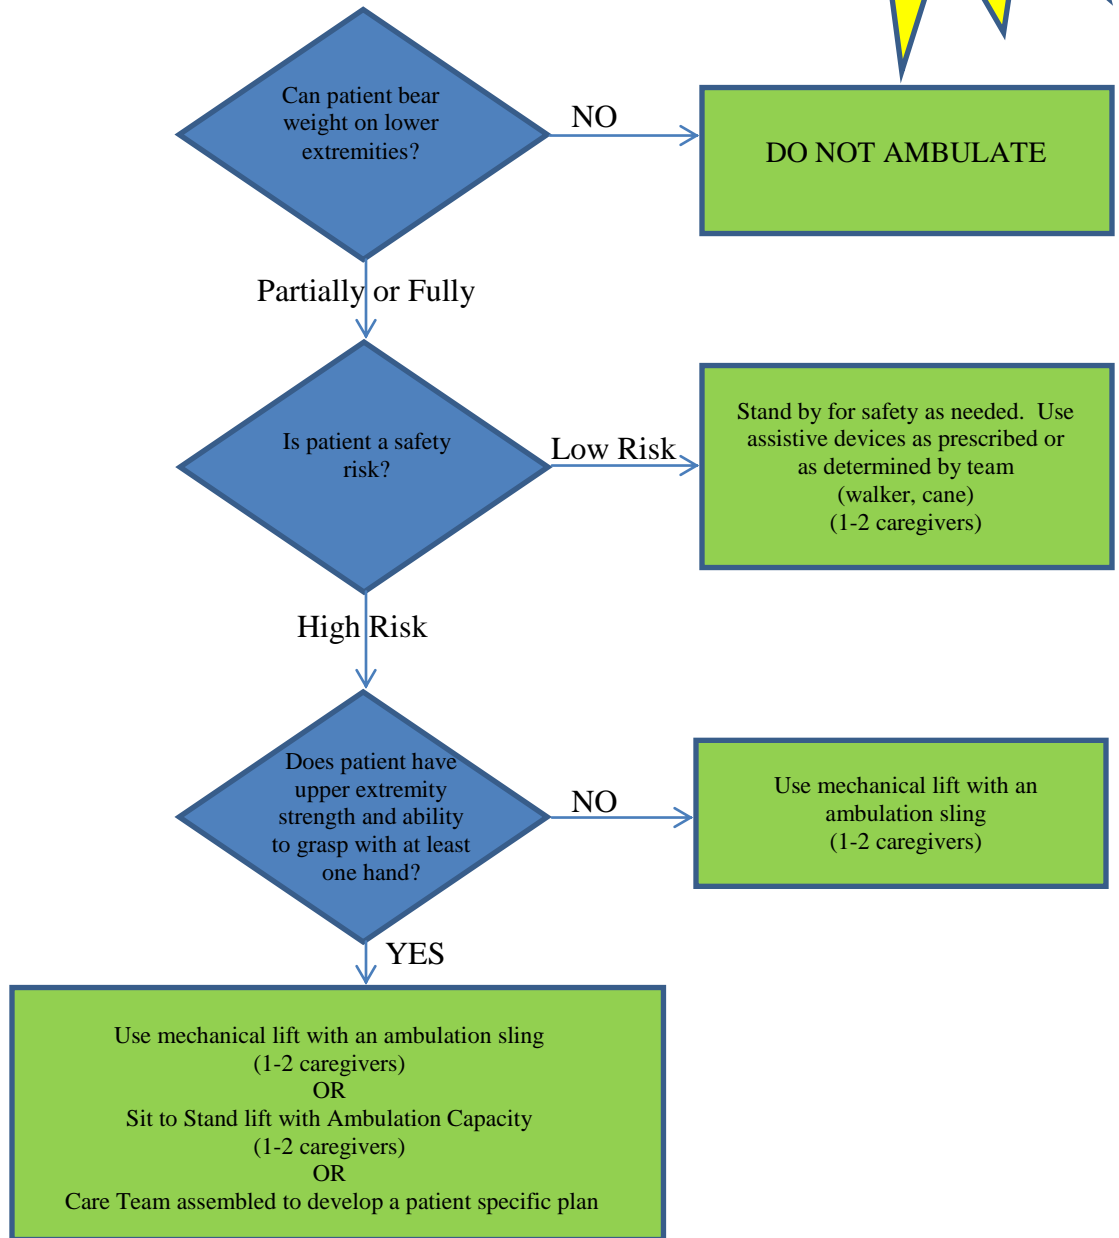 Can patient bear
weight on lower
extremities?
NO
DO NOT AMBULATE
Partially or Fully
Is patient a safety
risk?
Low Risk
Stand by for safety as needed.  Use
assistive devices as prescribed or
as determined by team
(walker, cane)
(1-2 caregivers)
High Risk
Does patient have
upper extremity
strength and ability
to grasp with at least
one hand?
NO
Use mechanical lift with an
ambulation sling
(1-2 caregivers)
YES
Use mechanical lift with an ambulation sling
(1-2 caregivers)
OR
Sit to Stand lift with Ambulation Capacity
(1-2 caregivers)
OR
Care Team assembled to develop a patient specific plan